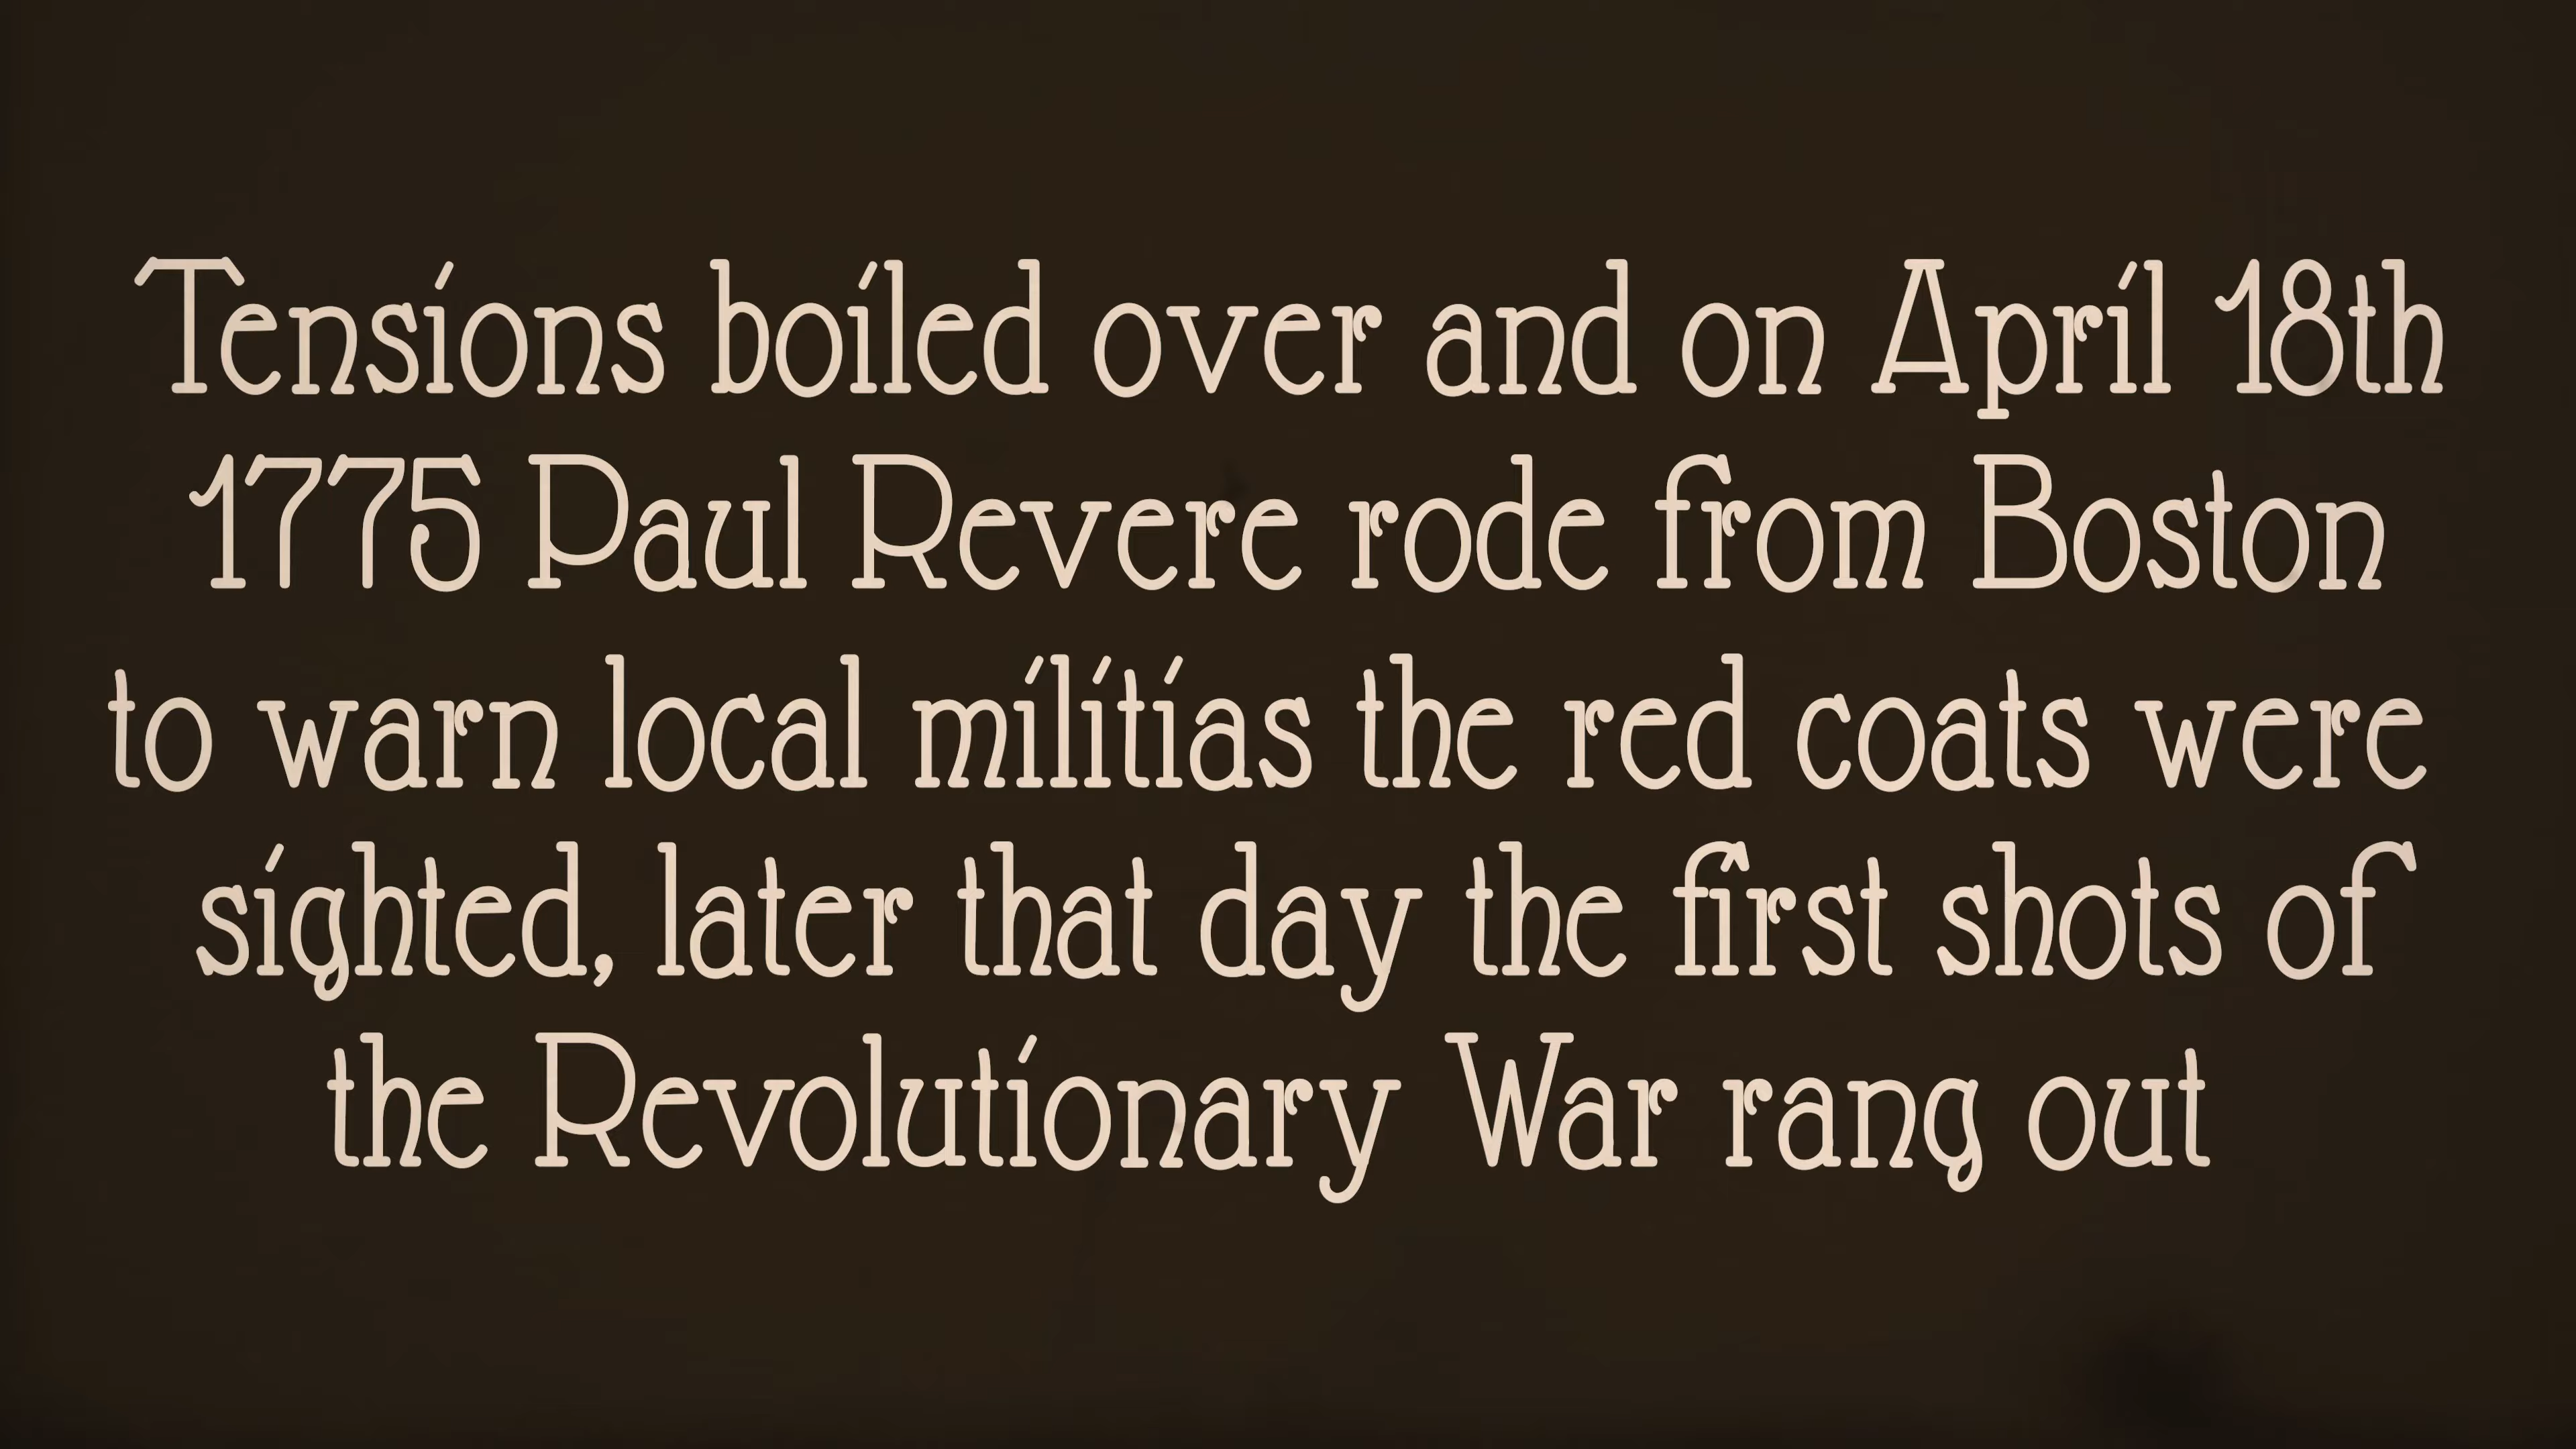 Tensions boiled over and on April 18th
1775 Paul Revere rode from Boston
to warn local militias the red coats were
sighted, later that day the first shots of
the Revolutionary War rang out